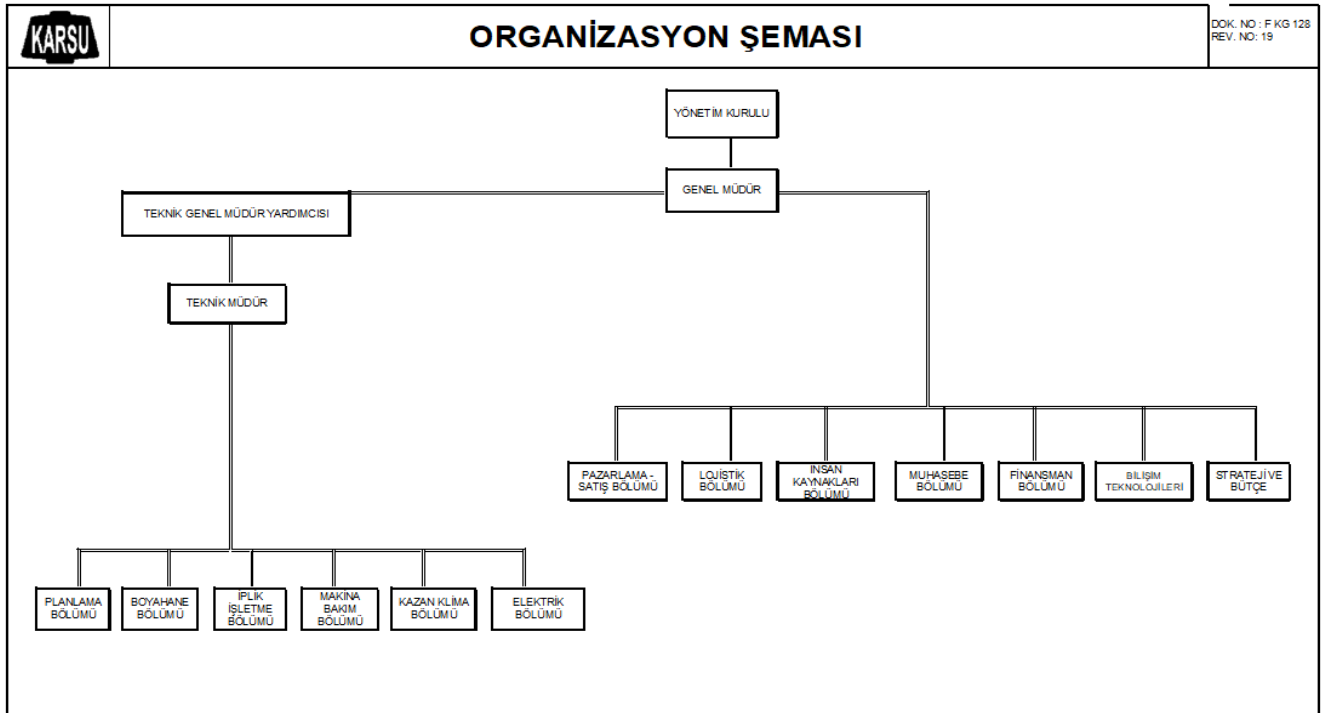 KARSU
ORGANİZASYON ŞEMASI
DOK. NO : F KG 128
REV. NO: 19
YÖNETİM KURULU
GENEL MÜDÜR
TEKNİK GENEL MÜDÜR YARDIMCISI
TEKNİK MÜDÜR
PAZARLAMA -
SATIŞ BÖLÜMÜ
LOJİSTİK
BÖLÜMÜ
İNSAN
KAYNAKLARI
BÖLÜMÜ
MUHASEBE
BÖLÜMÜ
FİNANSMAN
BÖLÜMÜ
BİLİŞİM
TEKNOLOJİLERİ
STRATEJİ VE
BÜTÇE
PLANLAMA
BÖLÜMÜ
BOYAHANE
BÖLÜMÜ
İPLİK
İŞLETME
BÖLÜMÜ
MAKİNA
BAKIM
BÖLÜMÜ
KAZAN KLİMA
BÖLÜMÜ
ELEKTRİK
BÖLÜMÜ